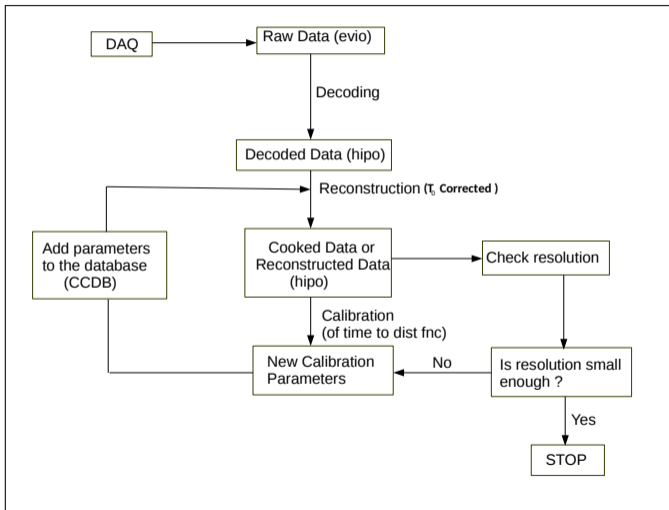 DAQ
Raw Data (evio)
Decoding
Decoded Data (hipo)
Reconstruction (T₀ Corrected )
Add parameters
to the database
(CCDB)
Cooked Data or
Reconstructed Data
(hipo)
Check resolution
Calibration
(of time to dist fnc)
New Calibration
Parameters
No
Is resolution small
enough ?
Yes
STOP